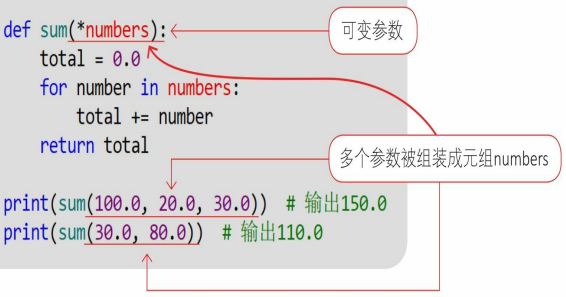 def sum(*numbers):
可变参数
    total = 0.0
    for number in numbers:
        total += number
    return total
多个参数被组装成元组numbers
print(sum(100.0, 20.0, 30.0))  # 输出150.0
print(sum(30.0, 80.0))  # 输出110.0